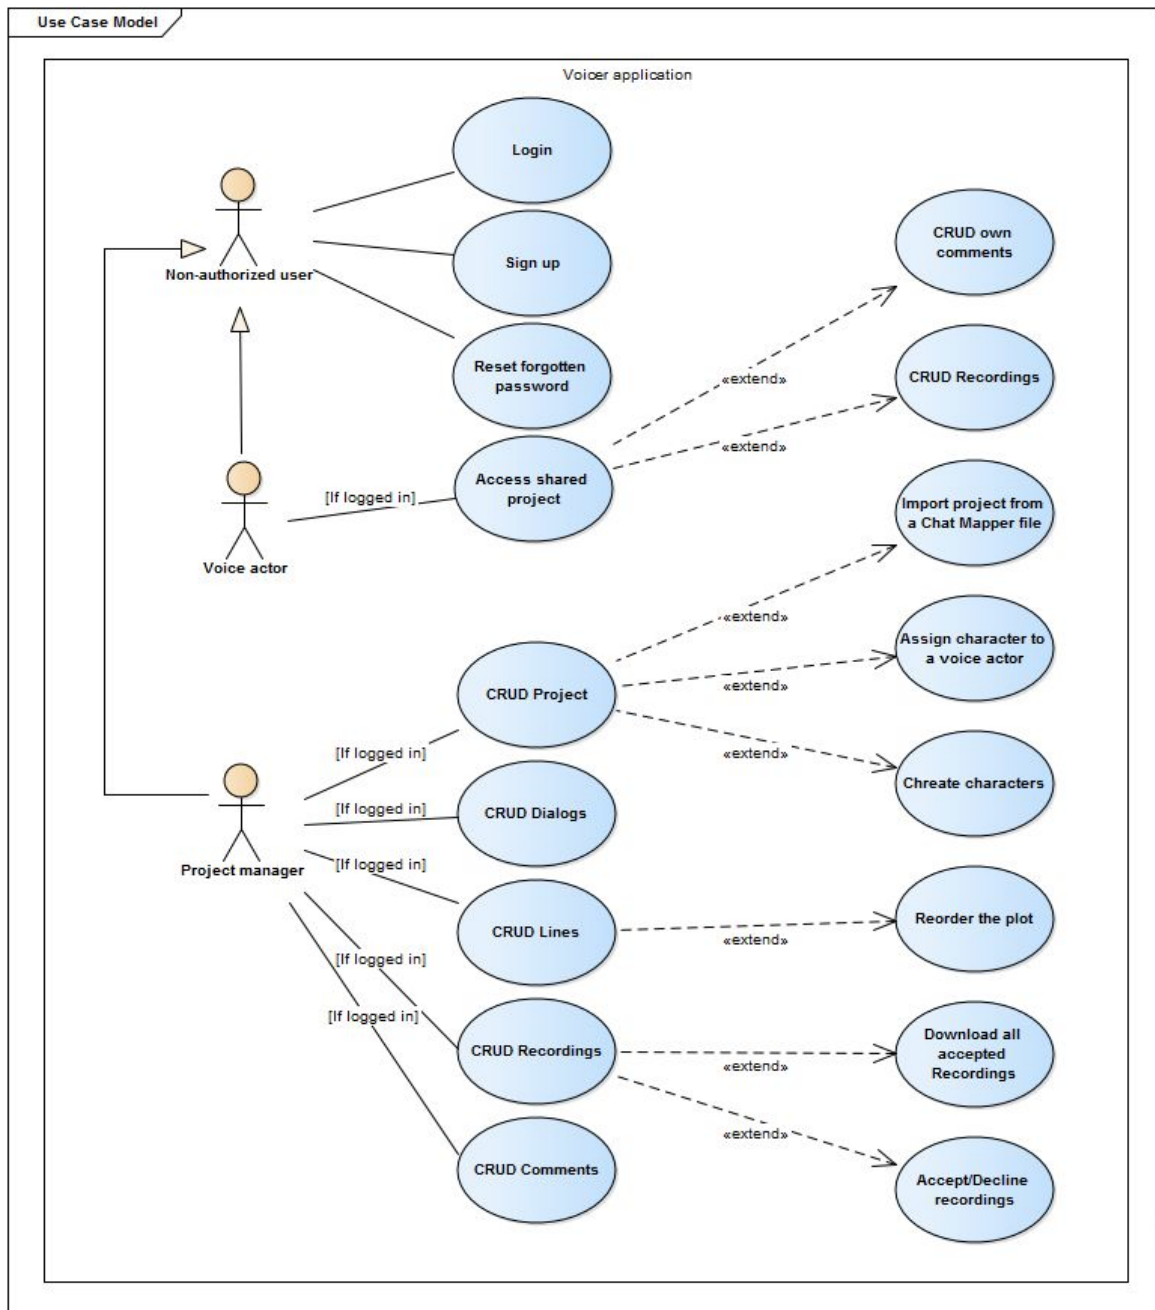 Use Case Model
Voicer application
Login
Non-authorized user
Sign up
Reset forgotten
password
CRUD own
comments
«extend»
CRUD Recordings
«extend»
Access shared
project
[If logged in]
Voice actor
Import project from
a Chat Mapper file
«extend»
Assign character to
a voice actor
«extend»
CRUD Project
[If logged in]
«extend»
Chreate characters
[If logged in]
CRUD Dialogs
Project manager
[If logged in]
CRUD Lines
«extend»
Reorder the plot
[If logged in]
[If logged in]
CRUD Recordings
«extend»
Download all
accepted
Recordings
«extend»
CRUD Comments
Accept/Decline
recordings